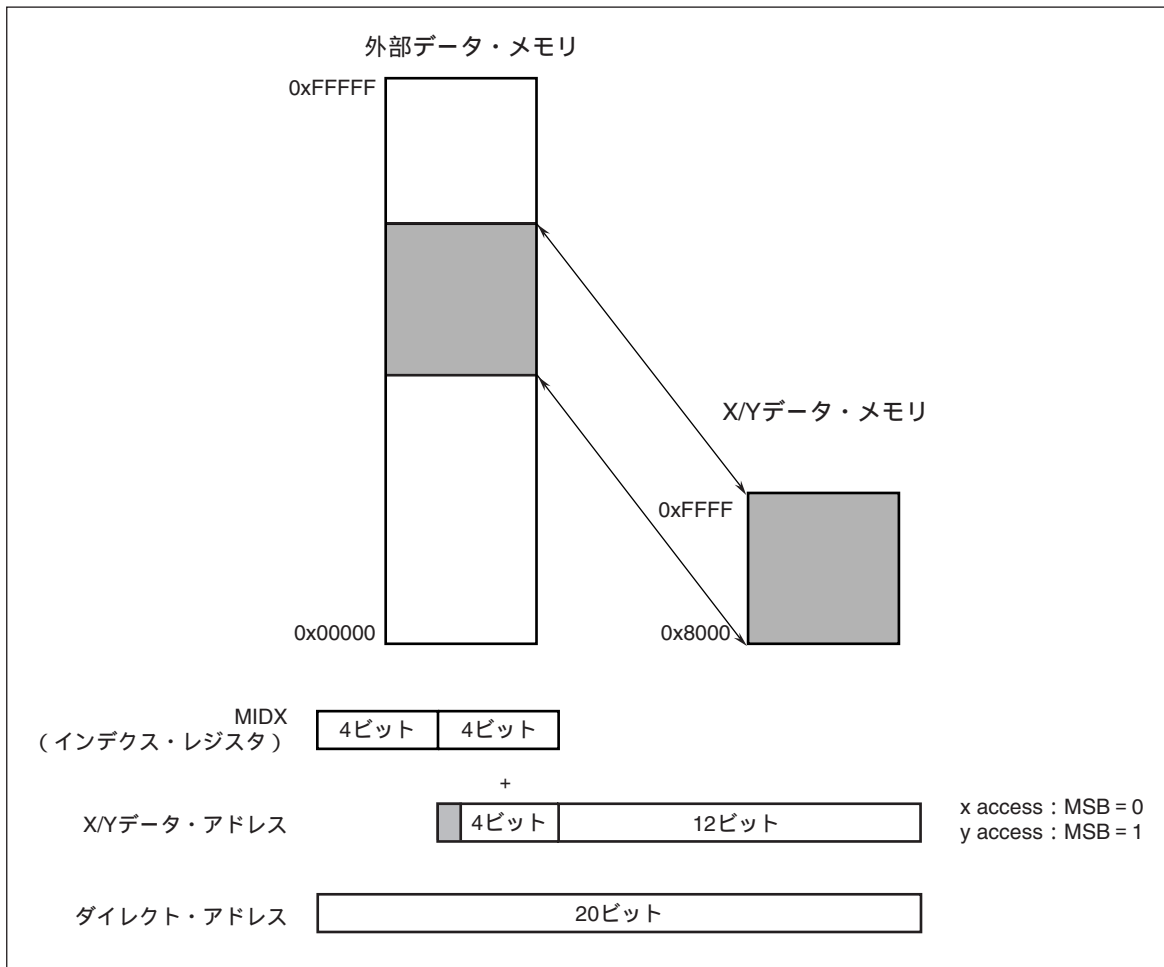 外部データ・メモリ
0xFFFFF
X/Yデータ・メモリ
0xFFFF
0x00000
0x8000
MIDX
（インデクス・レジスタ）
4ビット
4ビット
+
X/Yデータ・アドレス
4ビット
12ビット
x access：MSB = 0
y access：MSB = 1
ダイレクト・アドレス
20ビット